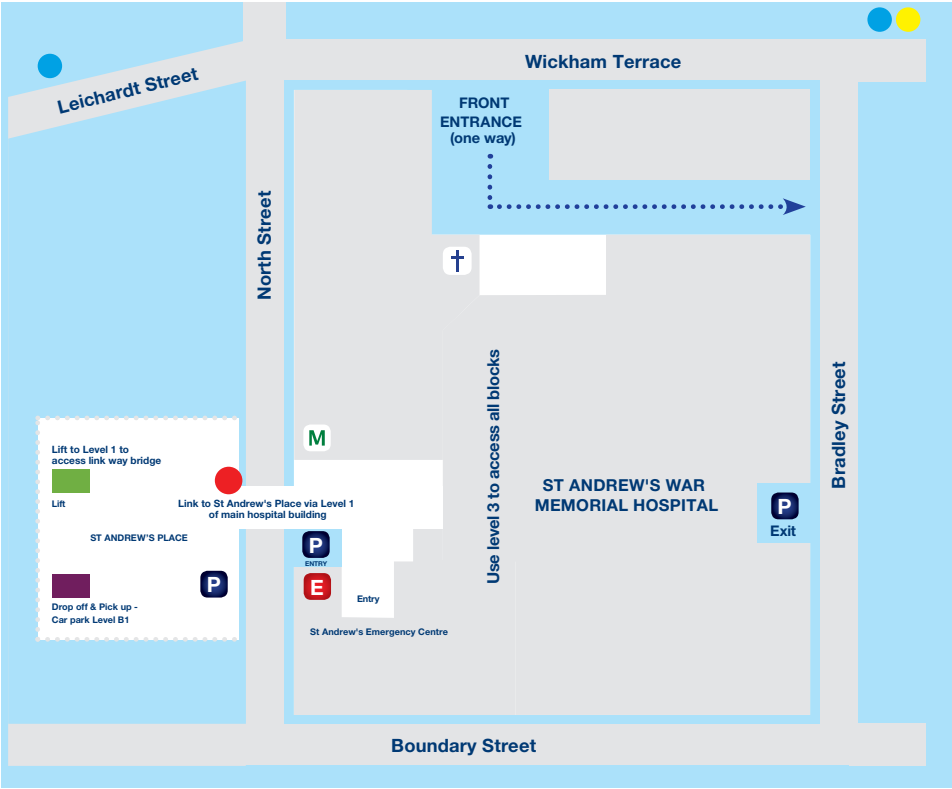 Wickham Terrace
Leichardt Street
FRONT
ENTRANCE
(one way)
North Street
Use level 3 to access all blocks
Bradley Street
M
Lift to Level 1 to
access link way bridge
Lift
Link to St Andrew's Place via Level 1
of main hospital building
ST ANDREW'S PLACE
ST ANDREW'S WAR
MEMORIAL HOSPITAL
P
Exit
P
ENTRY
P
E
Entry
Drop off & Pick up -
Car park Level B1
St Andrew's Emergency Centre
Boundary Street